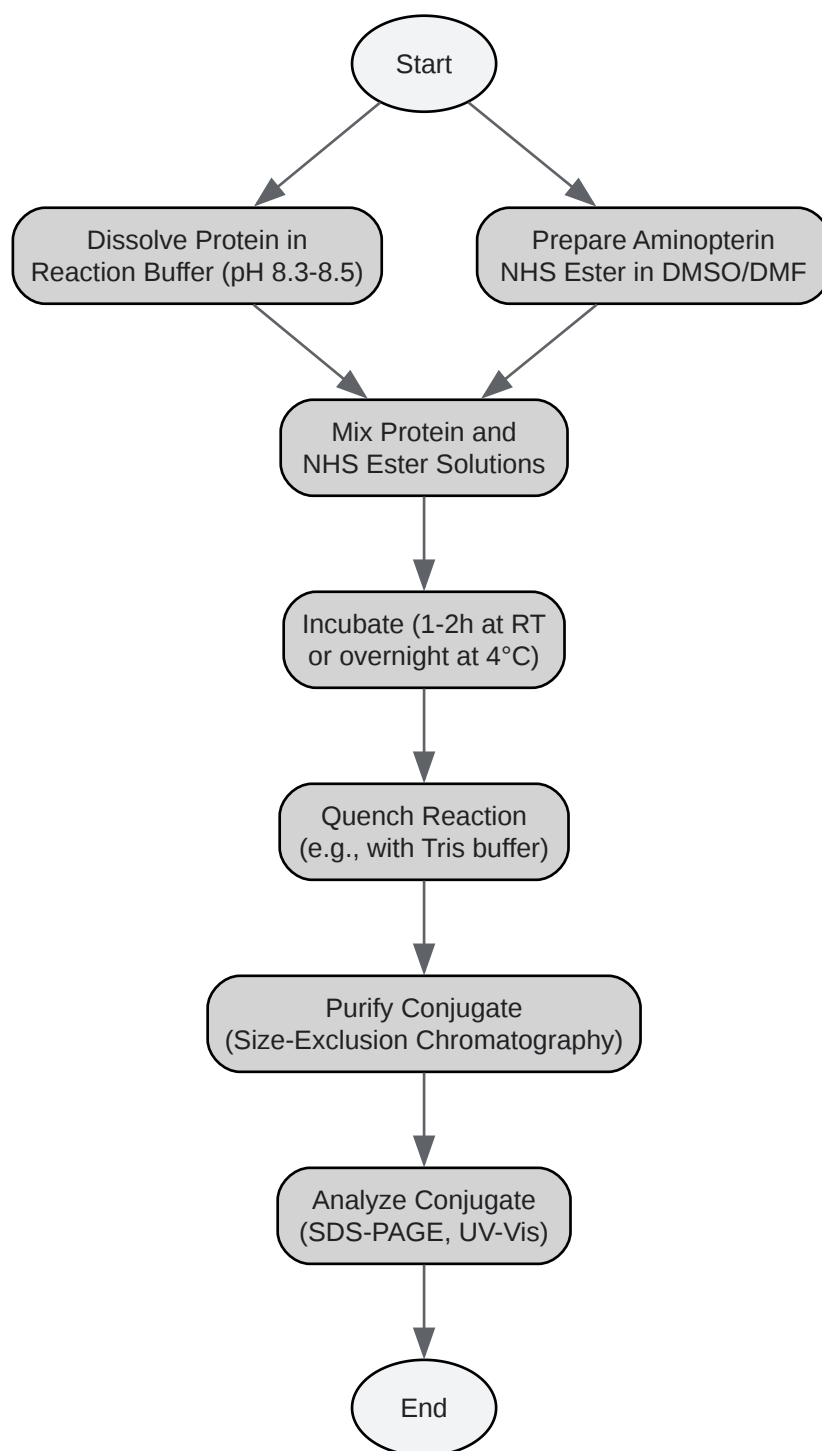 Start
Dissolve Protein in
Reaction Buffer (pH 8.3-8.5)
Prepare Aminopterin
NHS Ester in DMSO/DMF
Mix Protein and
NHS Ester Solutions
Incubate (1-2h at RT
or overnight at 4°C)
Quench Reaction
(e.g., with Tris buffer)
Purify Conjugate
(Size-Exclusion Chromatography)
Analyze Conjugate
(SDS-PAGE, UV-Vis)
End